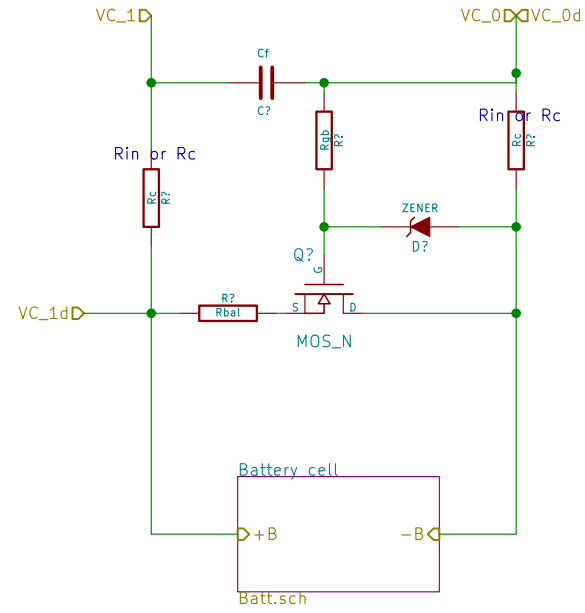 VC_1
VC_0
VC_0d
Cf
C?
Rin or Rc
Rgb
R?
Rc
R?
Rin or Rc
Rc
R?
ZENER
D?
Q?
G
VC_1d
R?
Rbal
S
D
MOS_N
Battery cell
+B
-B
Batt.sch